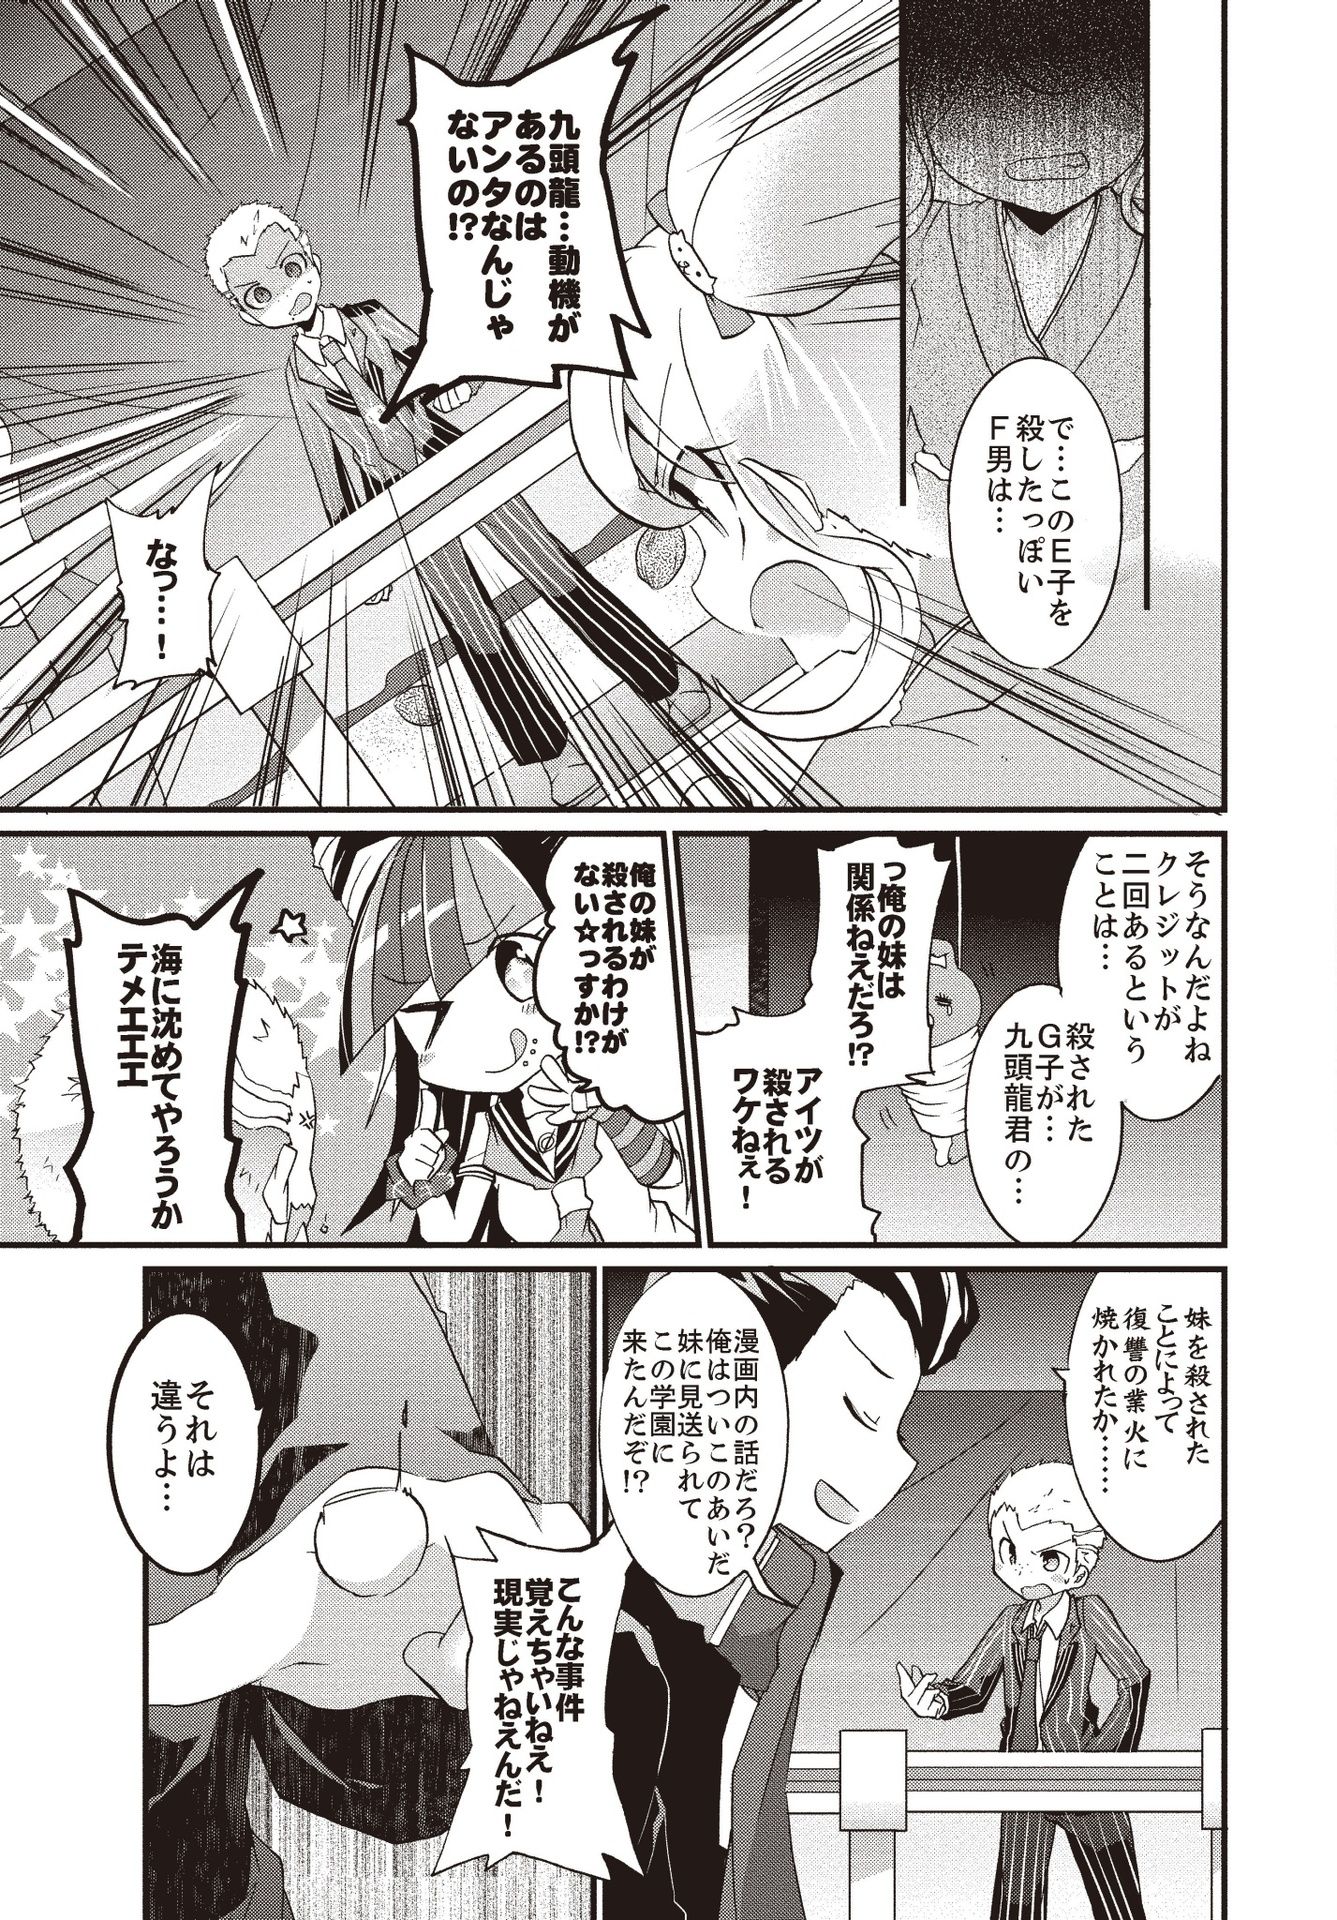 で…このＥ子を
殺したっぽい
Ｆ男は…
九頭龍…動機が
あるのは
アンタなんじゃ
ないの!?
なっ…！
そうなんだよね
クレジットが
二回あるという
ことは…
殺された
Ｇ子が…
九頭龍君の…
っ俺の妹は
関係ねえだろ!?
アイツが
殺される
ワケねぇ！
俺の妹が
殺されるわけが
ない☆っすか!?
海に沈めてやろうか
テメエエエ
妹を殺された
ことによって
復讐の業火に
焼かれたか……
漫画内の話だろ？
俺はついこのあいだ
妹に見送られて
この学園に
来たんだぞ!?
こんな事件
覚えちゃいねえ！
現実じゃねえんだ！
それは
違うよ…